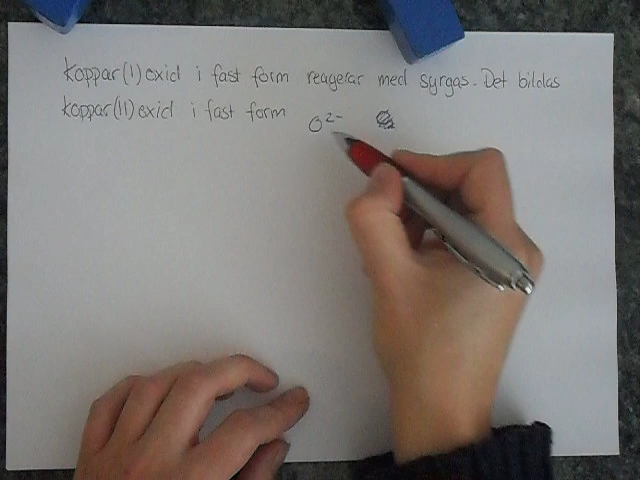 Koppar(I)oxid i fast form reagerar med syrgas. Det bildas
koppar(II)oxid i fast form O²⁻